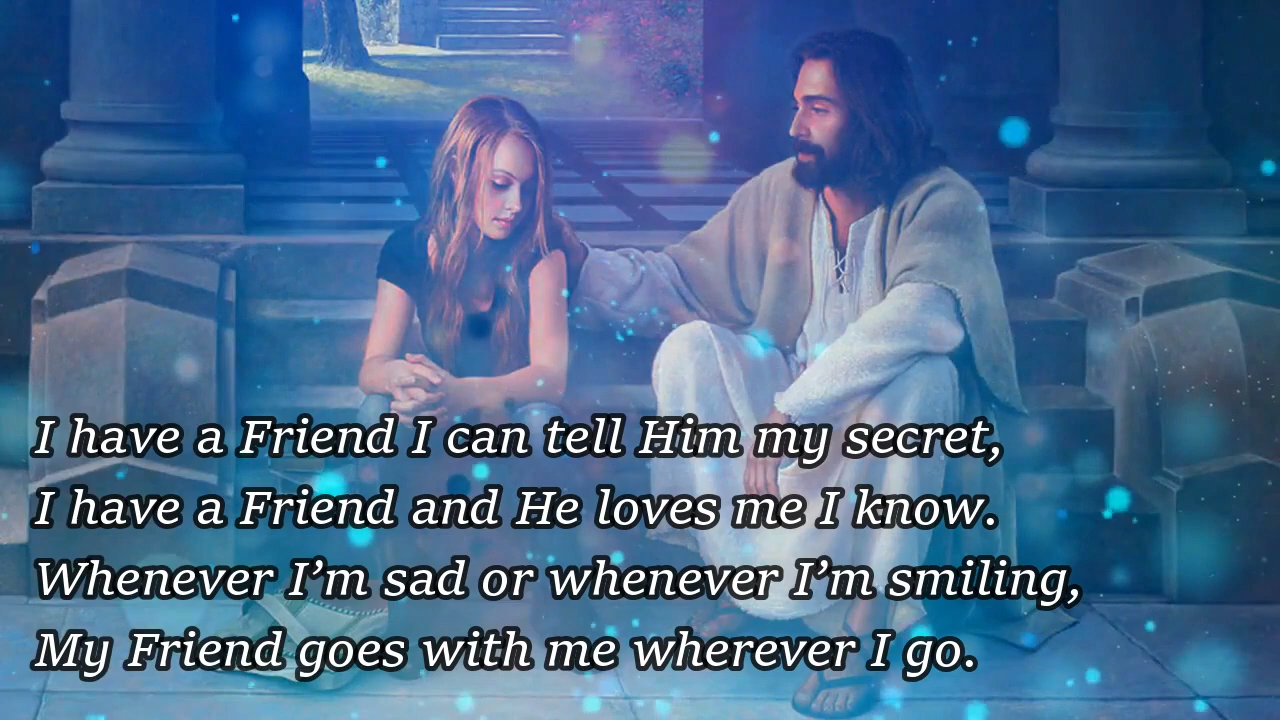 I have a Friend I can tell Him my secret,
I have a Friend and He loves me I know.
Whenever I’m sad or whenever I’m smiling,
My Friend goes with me wherever I go.